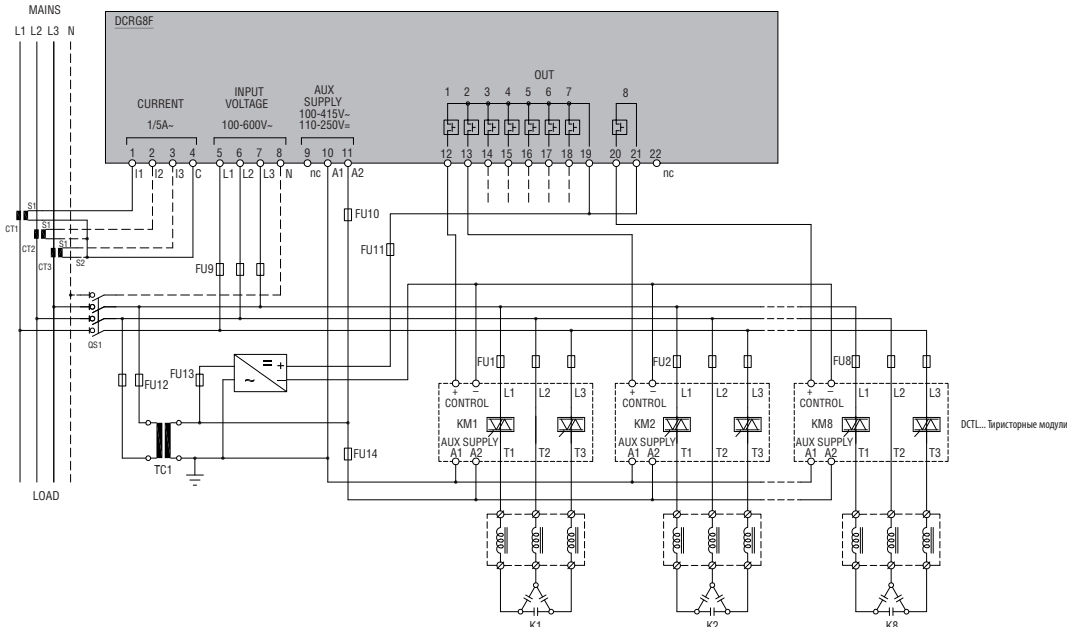 MAINS
L1 L2 L3 N
DCRG8F
CURRENT
1/5A~
INPUT
VOLTAGE
100-600V~
AUX
SUPPLY
100-415V~
110-250V=
OUT
1 2 3 4 5 6 7 8
1 2 3 4 5 6 7 8 9 10 11 12 13 14 15 16 17 18 19 20 21 22
I1 I2 I3 C L1 L2 L3 N nc A1 A2 nc
S1
CT1
S1
CT2
S1
CT3
S2
FU10
FU11
FU9
QS1
FU12
FU13
= +
~ –
FU14
TC1
LOAD
FU1 FU2 FU8
+ – L1 L2 L3
CONTROL
KM1
AUX SUPPLY
A1 A2 T1 T2 T3
+ – L1 L2 L3
CONTROL
KM2
AUX SUPPLY
A1 A2 T1 T2 T3
+ – L1 L2 L3
CONTROL
KM8
AUX SUPPLY
A1 A2 T1 T2 T3
DCTL... Тиристорные модули
K1 K2 K8